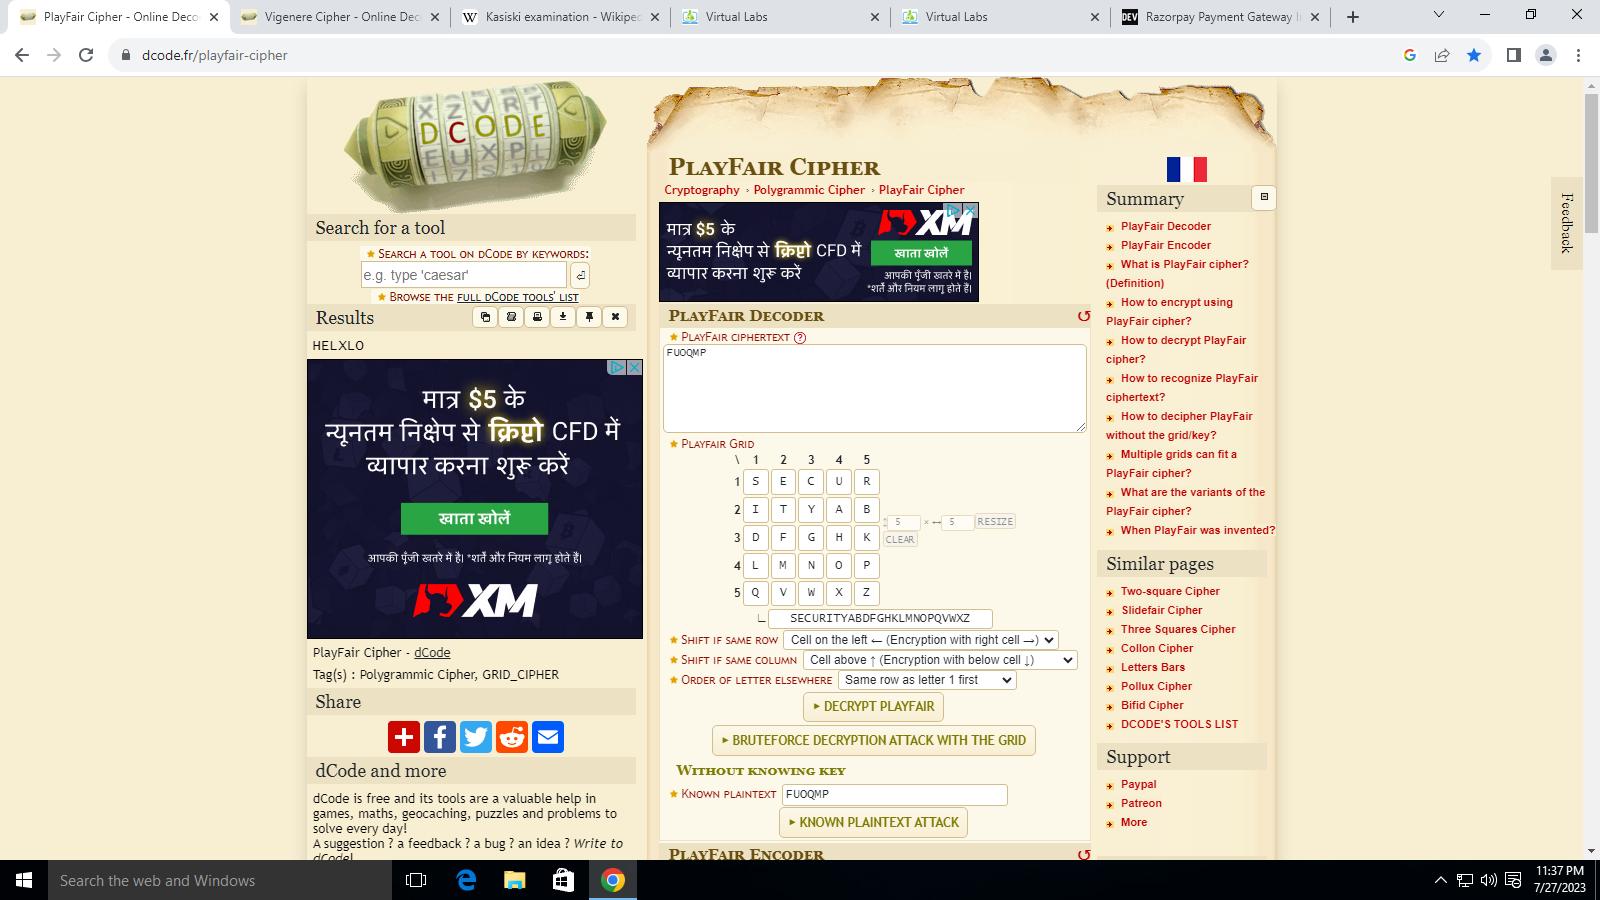 PlayFair Cipher - Online Deco
Vigenere Cipher - Online Dec
Kasiski examination - Wikiped
Virtual Labs
Virtual Labs
Razorpay Payment Gateway I
dcode.fr/playfair-cipher
X Z V R T
DCODE
E U X P L
PLAYFAIR CIPHER
Cryptography › Polygrammic Cipher › PlayFair Cipher
Search for a tool
★ SEARCH A TOOL ON DCODE BY KEYWORDS:
e.g. type 'caesar'
★ BROWSE THE FULL DCODE TOOLS' LIST
Results
HELXLO
मात्र $5 के
न्यूनतम निक्षेप से क्रिप्टो CFD में
व्यापार करना शुरू करें
खाता खोलें
आपकी पूँजी खतरे में है। *शर्तें और नियम लागू होते हैं।
XM
PlayFair Cipher - dCode
Tag(s) : Polygrammic Cipher, GRID_CIPHER
Share
dCode and more
dCode is free and its tools are a valuable help in
games, maths, geocaching, puzzles and problems to
solve every day!
A suggestion ? a feedback ? a bug ? an idea ? Write to
dCode!
मात्र $5 के
न्यूनतम निक्षेप से क्रिप्टो CFD में
व्यापार करना शुरू करें
XM
खाता खोलें
आपकी पूँजी खतरे में है।
*शर्तें और नियम लागू होते हैं।
PLAYFAIR DECODER
★ PLAYFAIR CIPHERTEXT ?
FUOQMP
★ PLAYFAIR GRID
\ 1 2 3 4 5
1 S E C U R
2 I T Y A B
3 D F G H K
4 L M N O P
5 Q V W X Z
5 × 5 RESIZE
CLEAR
SECURITYABDFGHKLMNOPQVWXZ
★ SHIFT IF SAME ROW Cell on the left ← (Encryption with right cell →)
★ SHIFT IF SAME COLUMN Cell above ↑ (Encryption with below cell ↓)
★ ORDER OF LETTER ELSEWHERE Same row as letter 1 first
► DECRYPT PLAYFAIR
► BRUTEFORCE DECRYPTION ATTACK WITH THE GRID
WITHOUT KNOWING KEY
★ KNOWN PLAINTEXT FUOQMP
► KNOWN PLAINTEXT ATTACK
PLAYFAIR ENCODER
Summary
PlayFair Decoder
PlayFair Encoder
What is PlayFair cipher?
(Definition)
How to encrypt using
PlayFair cipher?
How to decrypt PlayFair
cipher?
How to recognize PlayFair
ciphertext?
How to decipher PlayFair
without the grid/key?
Multiple grids can fit a
PlayFair cipher?
What are the variants of the
PlayFair cipher?
When PlayFair was invented?
Similar pages
Two-square Cipher
Slidefair Cipher
Three Squares Cipher
Collon Cipher
Letters Bars
Pollux Cipher
Bifid Cipher
DCODE'S TOOLS LIST
Support
Paypal
Patreon
More
Feedback
Search the web and Windows
11:37 PM
7/27/2023